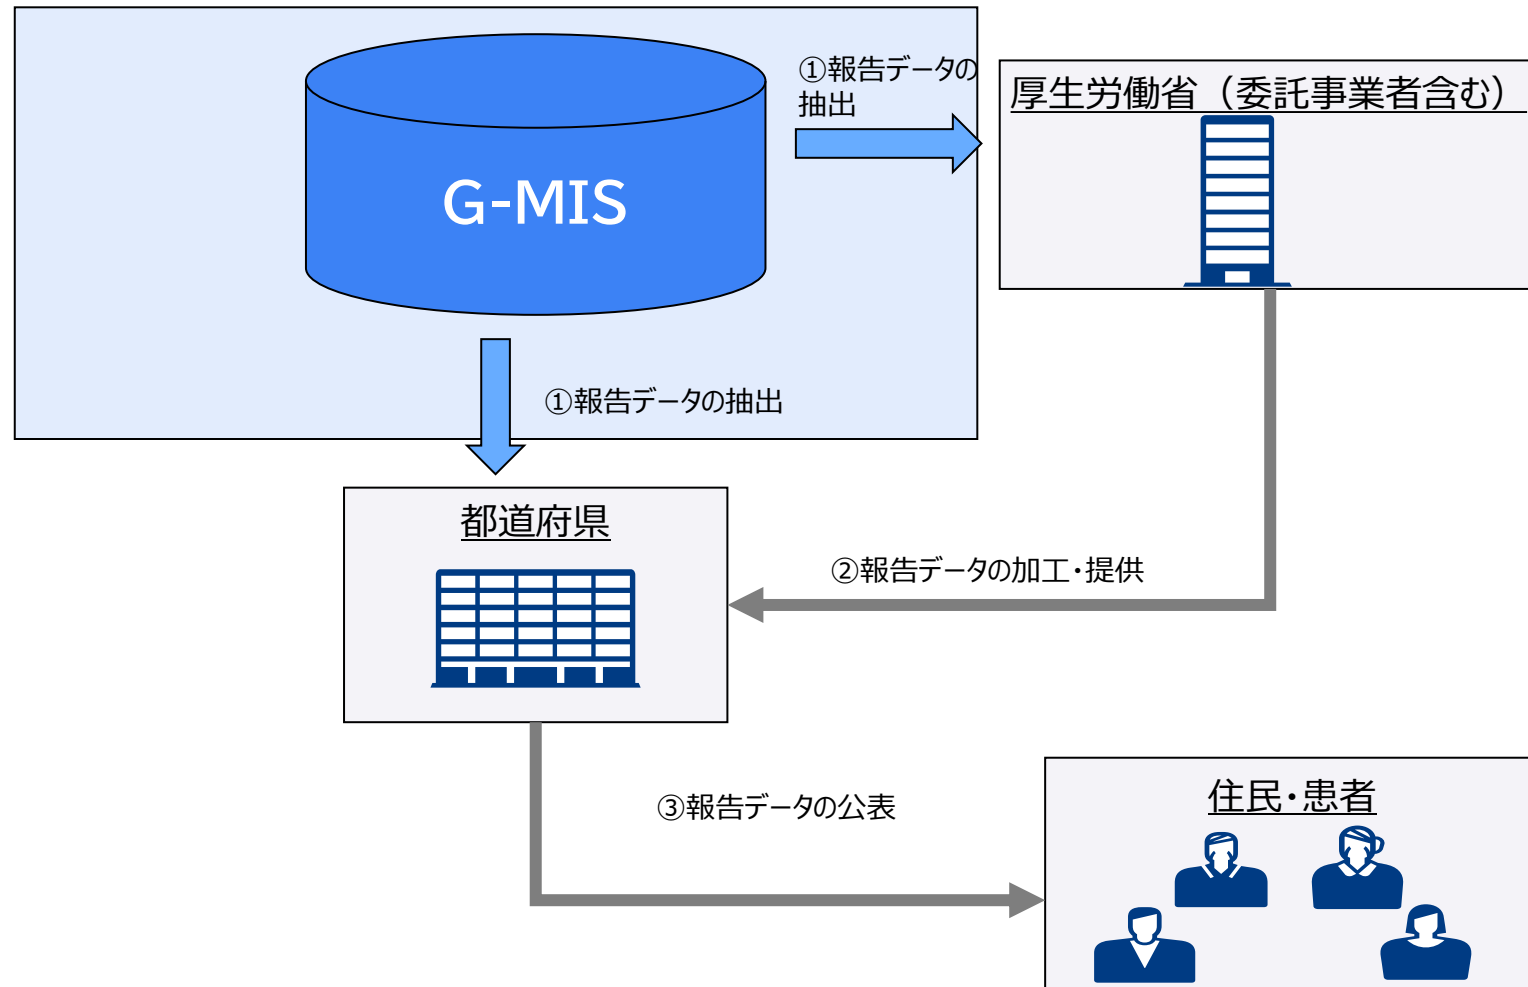 ①報告データの
抽出
厚生労働省（委託事業者含む）
G-MIS
①報告データの抽出
都道府県
②報告データの加工・提供
③報告データの公表
住民・患者